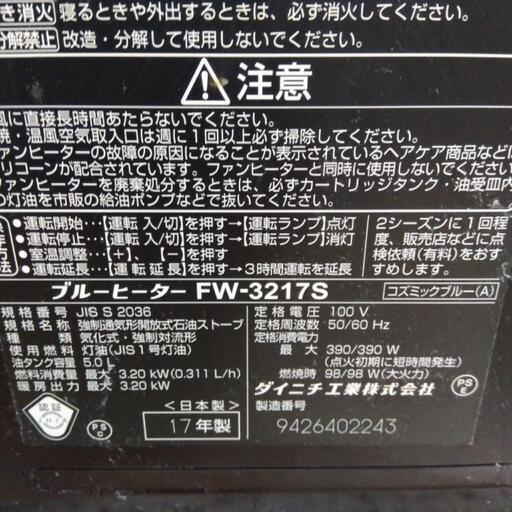 き消火 寝るときや外出するときは、必ず消火してください。
分解禁止 改造・分解して使用しないでください。
注意
風に直接長時間あたらないでください。
焼・温風空気取入口は週に1回以上必ず掃除してください。
ファンヒーターの故障の原因になることが表示されているヘアケア商品などに
リコーンが配合されています。ファンヒーターと同時に使用しないでください。
ファンヒーターを廃棄処分するときは、必ずカートリッジタンク・油受皿内
の灯油を市販の給油ポンプなどで抜いてください。
●運転開始…【運転 入/切】を押す→【運転ランプ】点灯
●運転停止…【運転 入/切】を押す→【運転ランプ】消灯
●室温調整…【+】、【-】を押す
●運転延長…【運転延長】を押す→3時間運転を延長
2シーズンに1回程
度、販売店などで点
検依頼(有料)をおす
すめします。
ブルーヒーター FW-3217S コズミックブルー(A)
規格番号 JIS S 2036
規格名称 強制通気形開放式石油ストーブ
種類 気化式・強制対流形
使用燃料 灯油(JIS1号灯油)
油タンク容量 5.0L
燃料消費量 最大 3.20kW (0.311L/h)
暖房出力 最大 3.20kW
定格電圧 100V
定格周波数 50/60Hz
定格消費電力
最大 390/390W
(点火初期に短時間発生)
燃焼時 98/98W(大火力)
ダイニチ工業株式会社
PS
E
認証
JHIA
PS
C
<日本製>
17年製
製造番号
9426402243